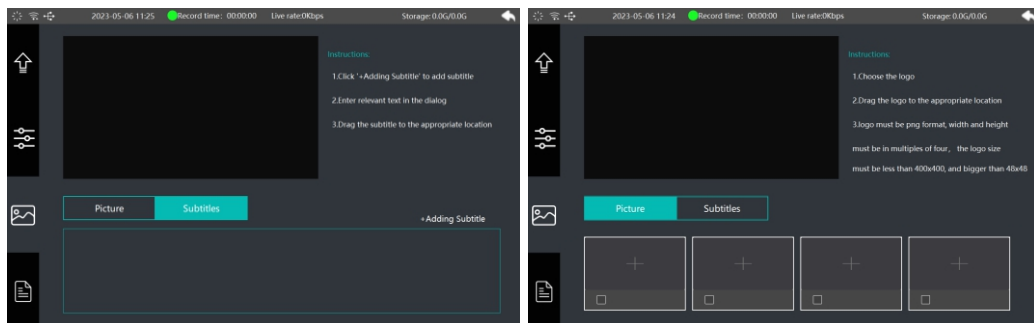 2023-05-06 11:25 Record time: 00:00:00 Live rate:0Kbps Storage: 0.0G/0.0G
Instructions:
1.Click '+Adding Subtitle' to add subtitle
2.Enter relevant text in the dialog
3.Drag the subtitle to the appropriate location
Picture Subtitles
+Adding Subtitle
2023-05-06 11:24 Record time: 00:00:00 Live rate:0Kbps Storage: 0.0G/0.0G
Instructions:
1.Choose the logo
2.Drag the logo to the appropriate location
3.logo must be png format, width and height
must be in multiples of four, the logo size
must be less than 400x400, and bigger than 48x48
Picture Subtitles